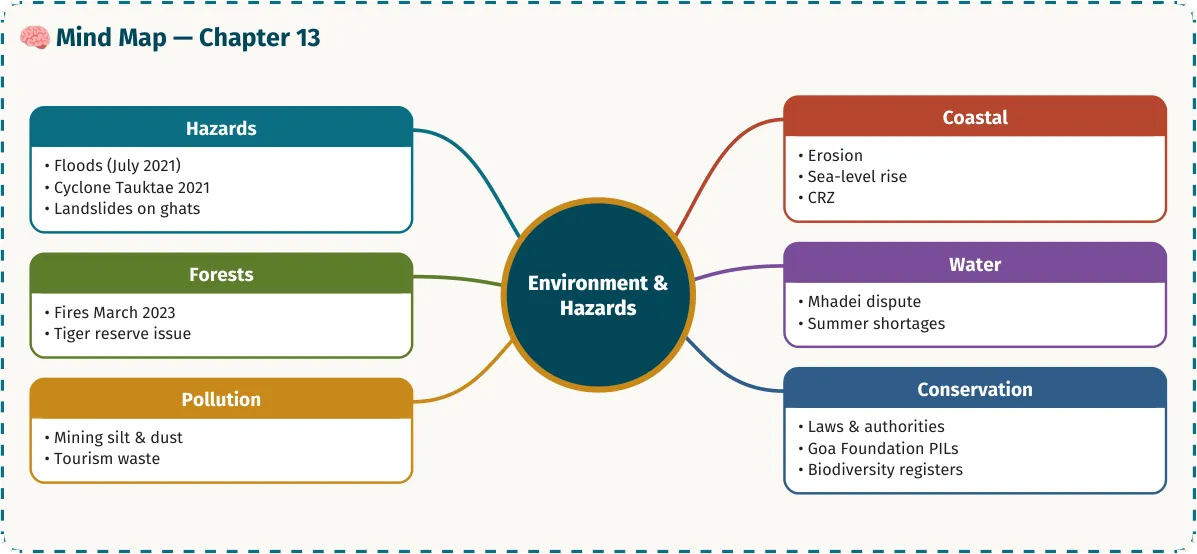 🧠 Mind Map — Chapter 13
Hazards
• Floods (July 2021)
• Cyclone Tauktae 2021
• Landslides on ghats
Forests
• Fires March 2023
• Tiger reserve issue
Pollution
• Mining silt & dust
• Tourism waste
Environment &
Hazards
Coastal
• Erosion
• Sea-level rise
• CRZ
Water
• Mhadei dispute
• Summer shortages
Conservation
• Laws & authorities
• Goa Foundation PILs
• Biodiversity registers